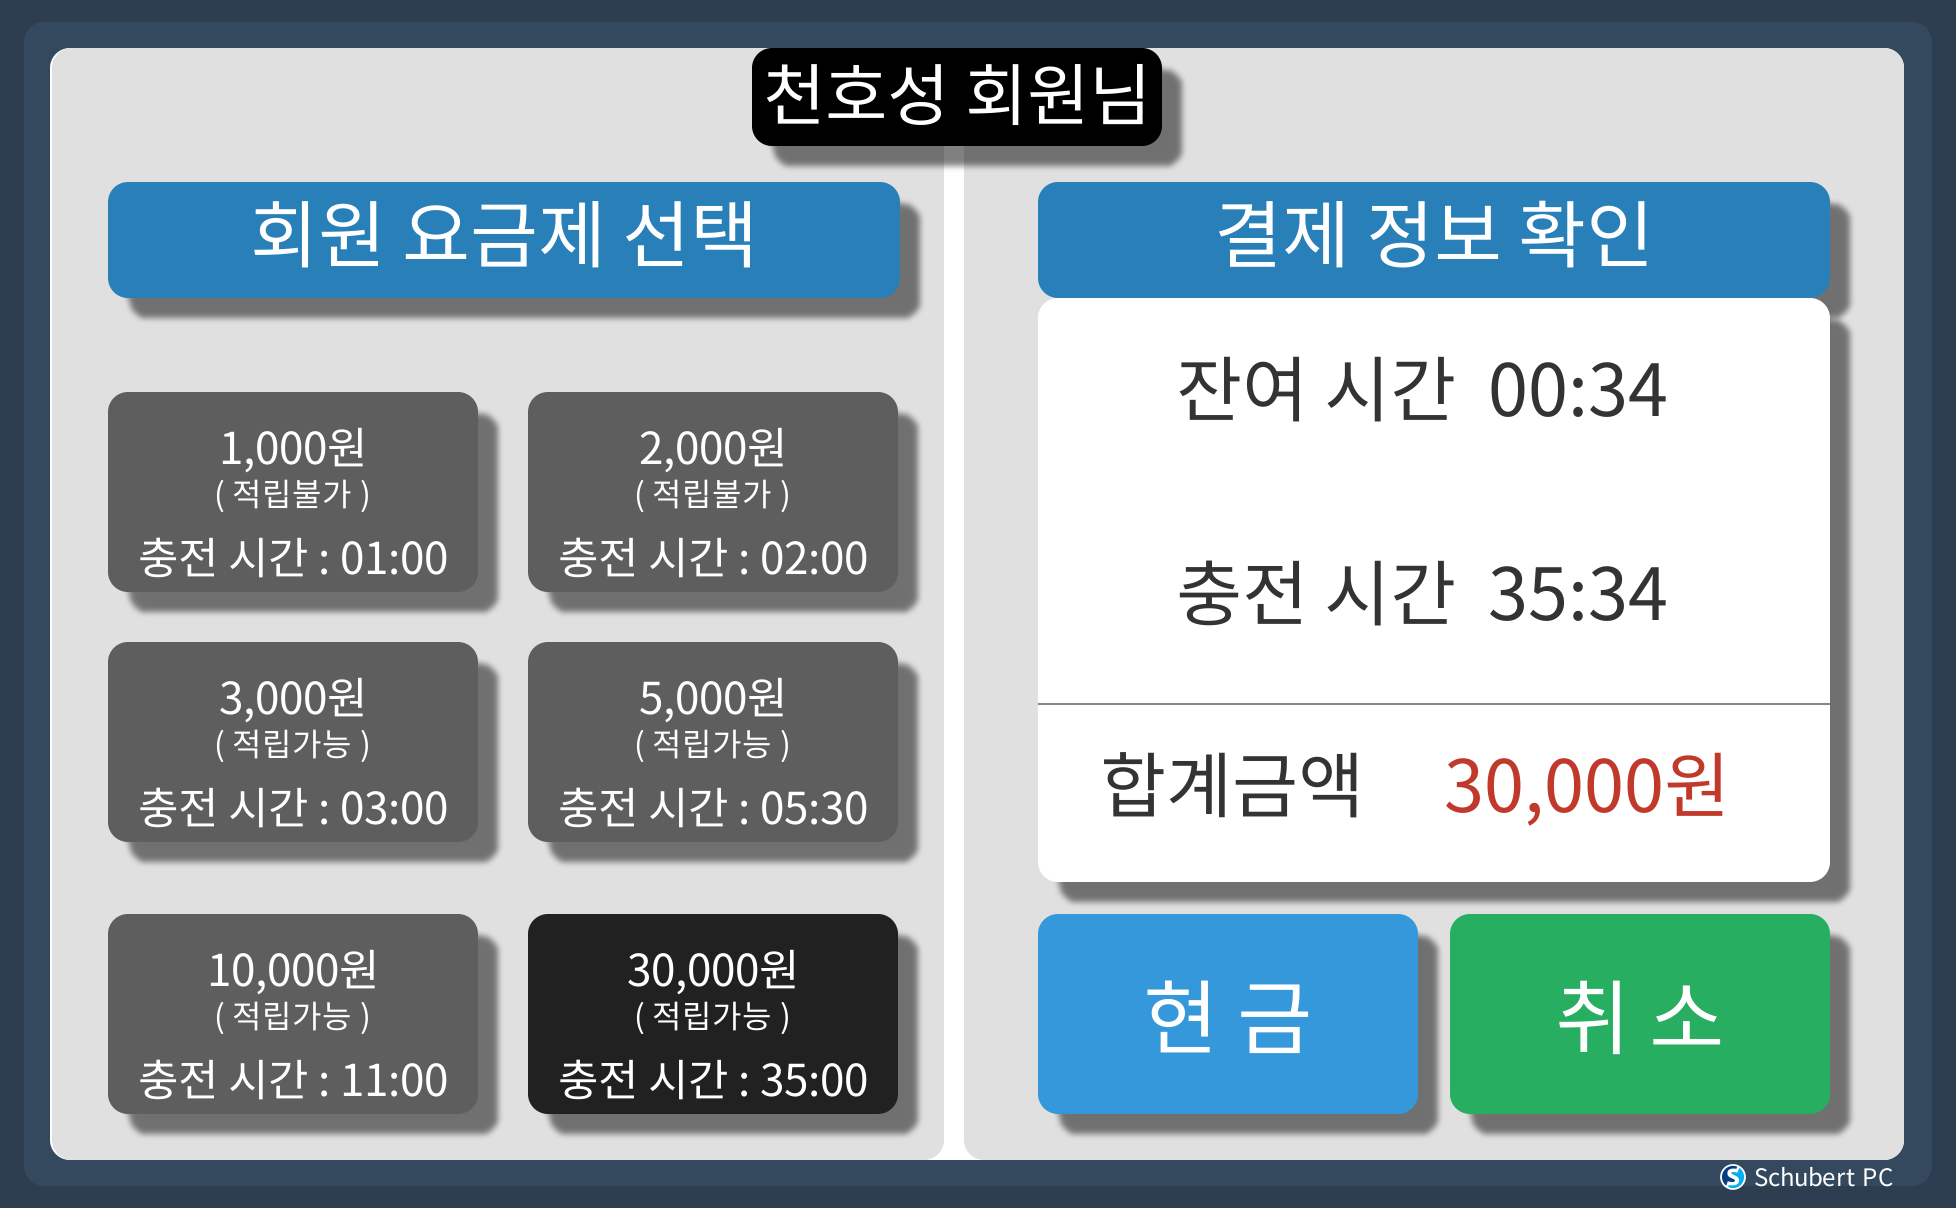 천호성 회원님
회원 요금제 선택
1,000원
( 적립불가 )
충전 시간 : 01:00
2,000원
( 적립불가 )
충전 시간 : 02:00
3,000원
( 적립가능 )
충전 시간 : 03:00
5,000원
( 적립가능 )
충전 시간 : 05:30
10,000원
( 적립가능 )
충전 시간 : 11:00
30,000원
( 적립가능 )
충전 시간 : 35:00
결제 정보 확인
잔여 시간 00:34
충전 시간 35:34
합계금액 30,000원
현 금
취 소
S Schubert PC